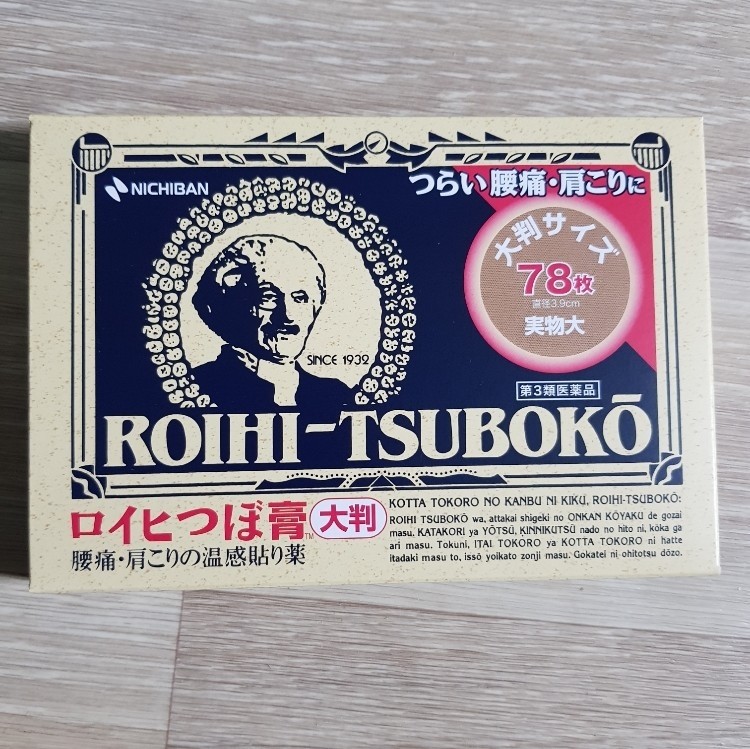 NICHIBAN
つらい腰痛・肩こりに
大判サイズ
78枚
直径3.9cm
実物大
SINCE 1932
第3類医薬品
ROIHI-TSUBOKŌ
ロイヒつぼ膏™ 大判
腰痛・肩こりの温感貼り薬
KOTTA TOKORO NO KANBU NI KIKU, ROIHI-TSUBOKŌ:
ROIHI TSUBOKŌ wa, attakai shigeki no ONKAN KŌYAKU de gozai
masu. KATAKORI ya YŌTSŪ, KINNIKUTSŪ nado no hito ni, kōka ga
ari masu. Tokuni, ITAI TOKORO ya KOTTA TOKORO ni hatte
itadaki masu to, issō yoikato zonji masu. Gokatei ni ohitotsu dōzo.